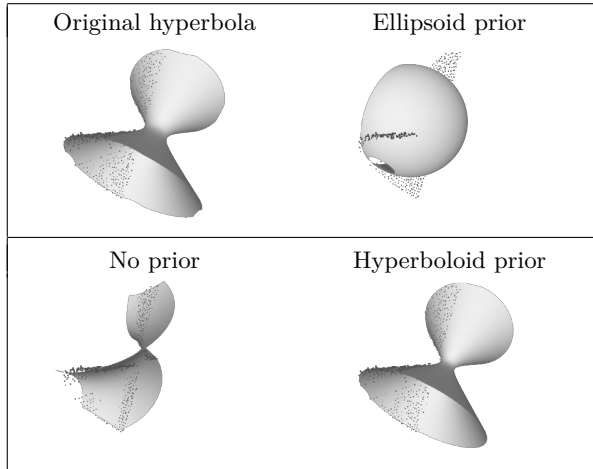 Original hyperbola
Ellipsoid prior
No prior
Hyperboloid prior